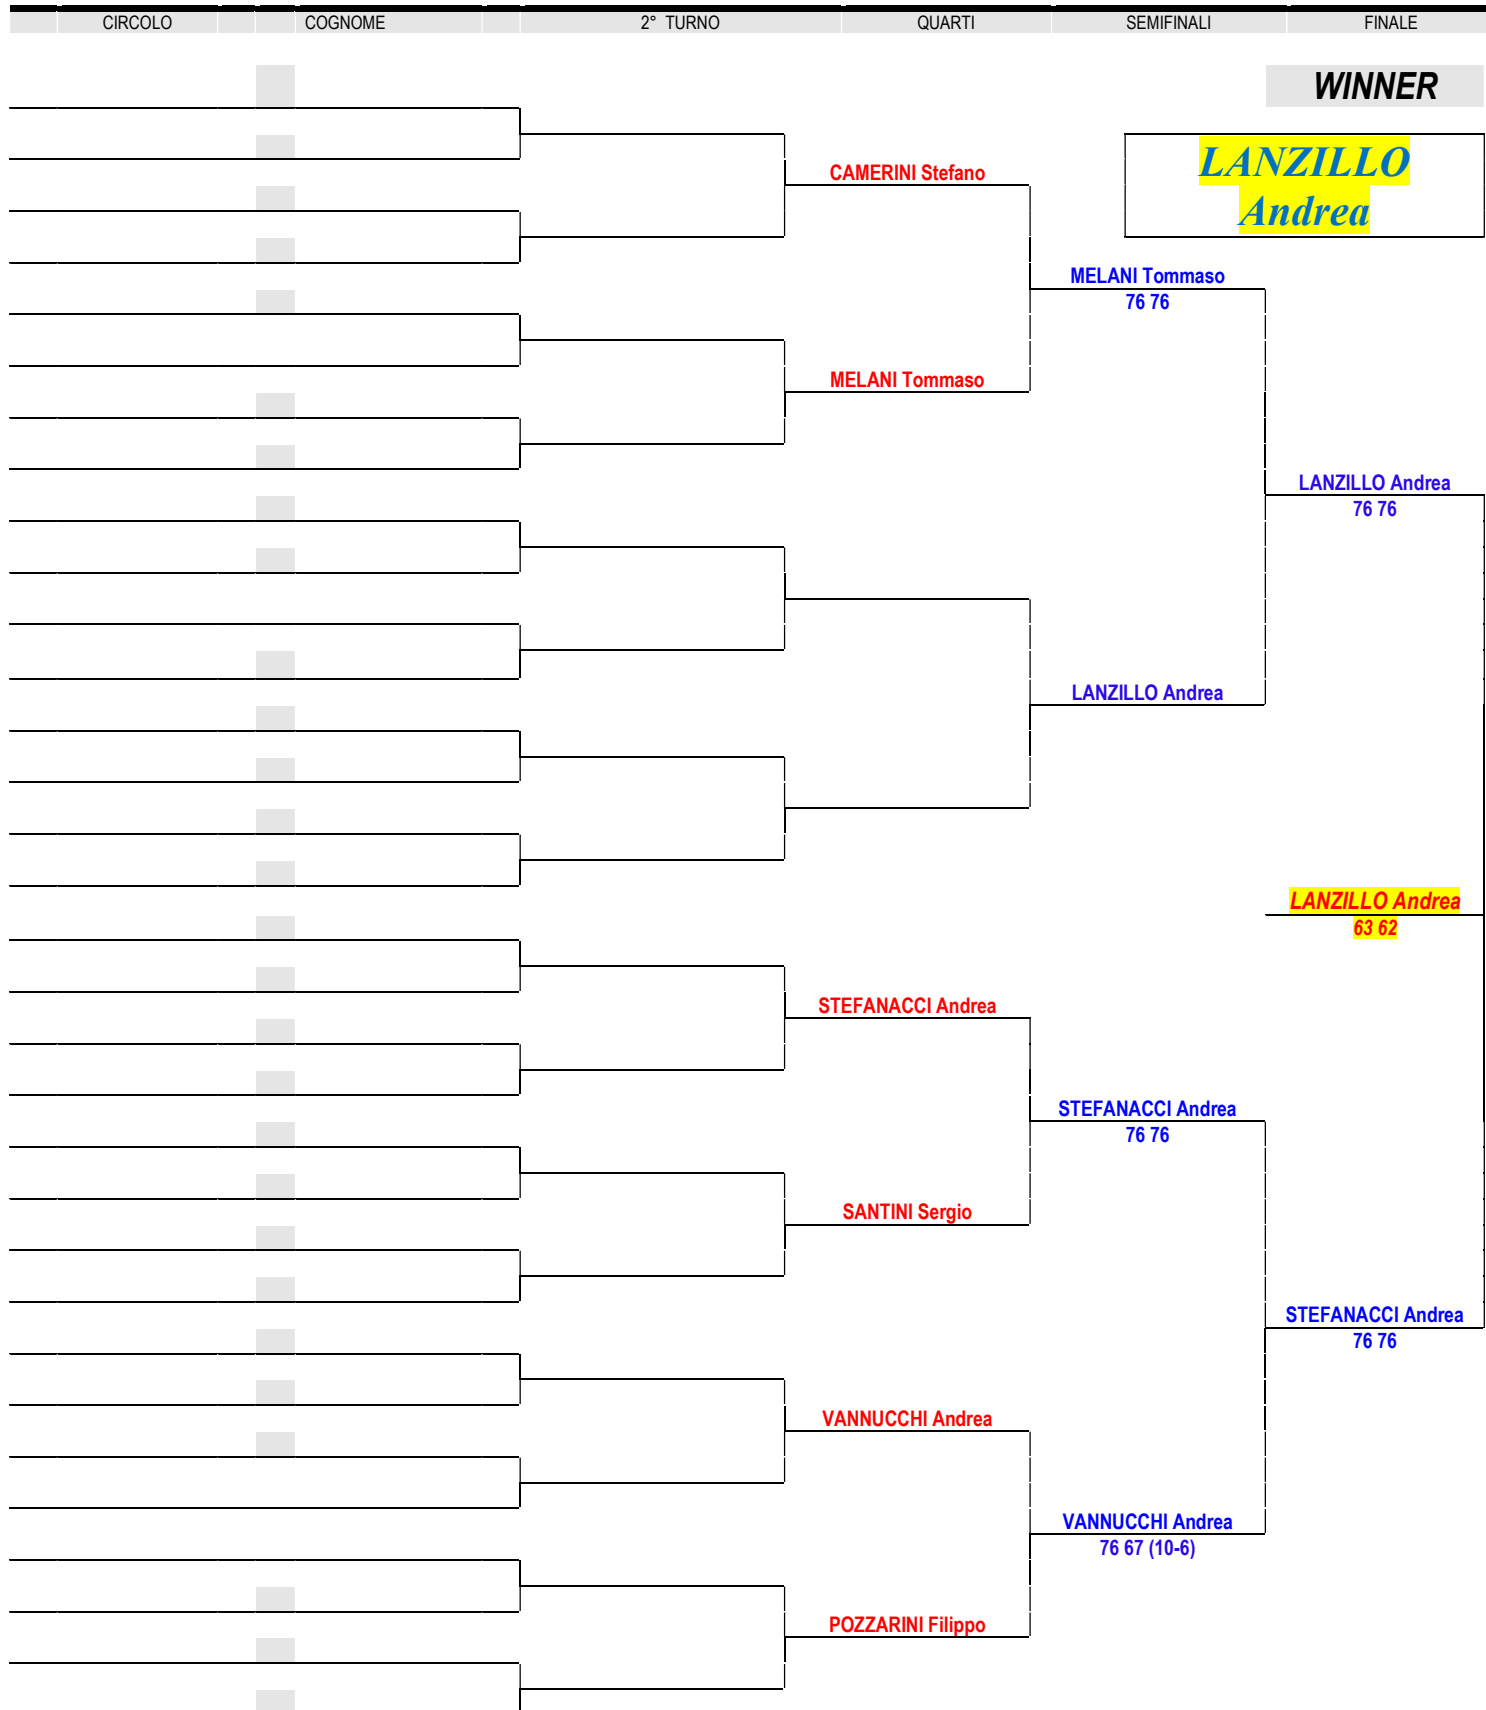 CIRCOLO COGNOME 2° TURNO QUARTI SEMIFINALI FINALE
WINNER
LANZILLO
Andrea
CAMERINI Stefano
MELANI Tommaso
76 76
MELANI Tommaso
LANZILLO Andrea
76 76
LANZILLO Andrea
LANZILLO Andrea
63 62
STEFANACCI Andrea
STEFANACCI Andrea
76 76
SANTINI Sergio
STEFANACCI Andrea
76 76
VANNUCCHI Andrea
VANNUCCHI Andrea
76 67 (10-6)
POZZARINI Filippo